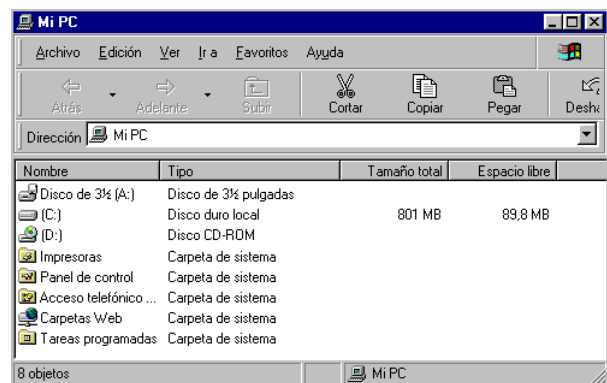 Mi PC
Archivo Edición Ver Ir a Favoritos Ayuda
Atrás Adelante Subir Cortar Copiar Pegar Desha
Dirección Mi PC
Nombre Tipo Tamaño total Espacio libre
Disco de 3½ (A:) Disco de 3½ pulgadas
(C:) Disco duro local 801 MB 89,8 MB
(D:) Disco CD-ROM
Impresoras Carpeta de sistema
Panel de control Carpeta de sistema
Acceso telefónico ... Carpeta de sistema
Carpetas Web Carpeta de sistema
Tareas programadas Carpeta de sistema
8 objetos Mi PC